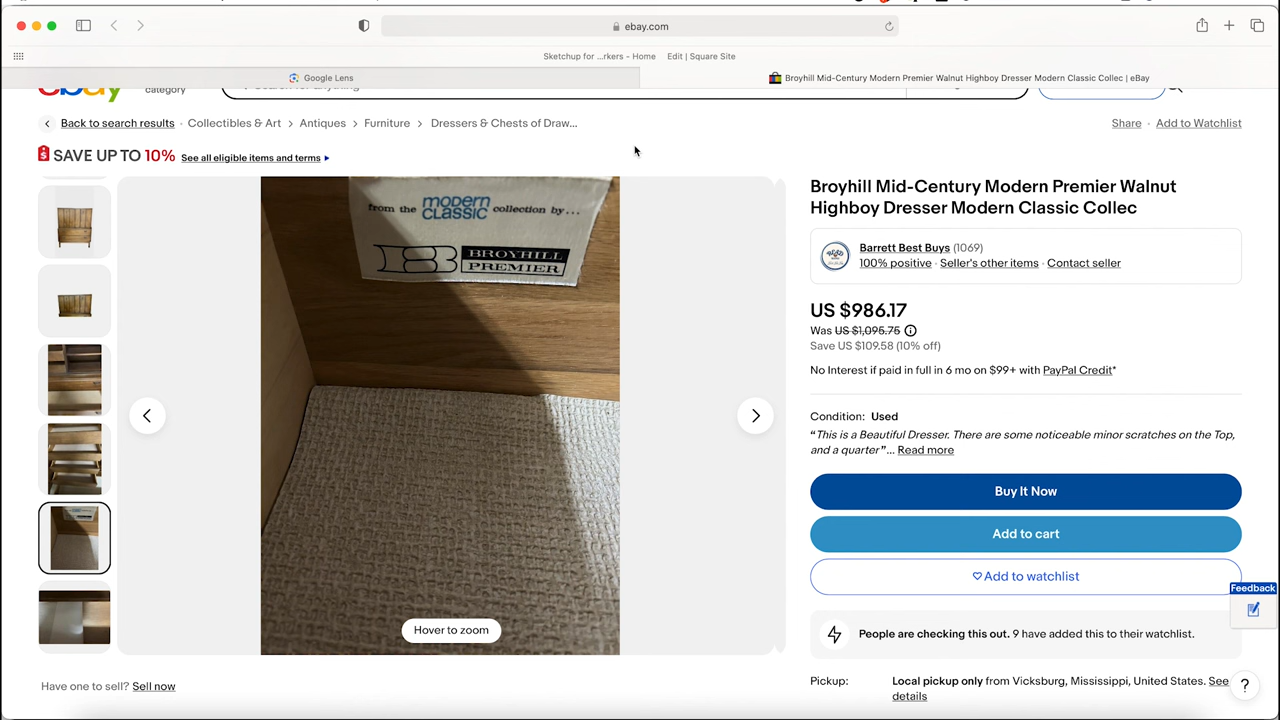 ebay.com
Sketchup for ...rkers - Home
Edit | Square Site
Google Lens
Broyhill Mid-Century Modern Premier Walnut Highboy Dresser Modern Classic Collec | eBay
ebay
category
Search for anything
Back to search results
Collectibles & Art
Antiques
Furniture
Dressers & Chests of Draw...
Share
Add to Watchlist
SAVE UP TO 10%
See all eligible items and terms
from the modern CLASSIC collection by...
BROYHILL
PREMIER
Hover to zoom
Have one to sell? Sell now
Broyhill Mid-Century Modern Premier Walnut
Highboy Dresser Modern Classic Collec
Barrett Best Buys (1069)
100% positive · Seller's other items · Contact seller
US $986.17
Was US $1,095.75
Save US $109.58 (10% off)
No Interest if paid in full in 6 mo on $99+ with PayPal Credit*
Condition: Used
“This is a Beautiful Dresser. There are some noticeable minor scratches on the Top,
and a quarter”... Read more
Buy It Now
Add to cart
Add to watchlist
Feedback
People are checking this out. 9 have added this to their watchlist.
Pickup: Local pickup only from Vicksburg, Mississippi, United States. See
details
?